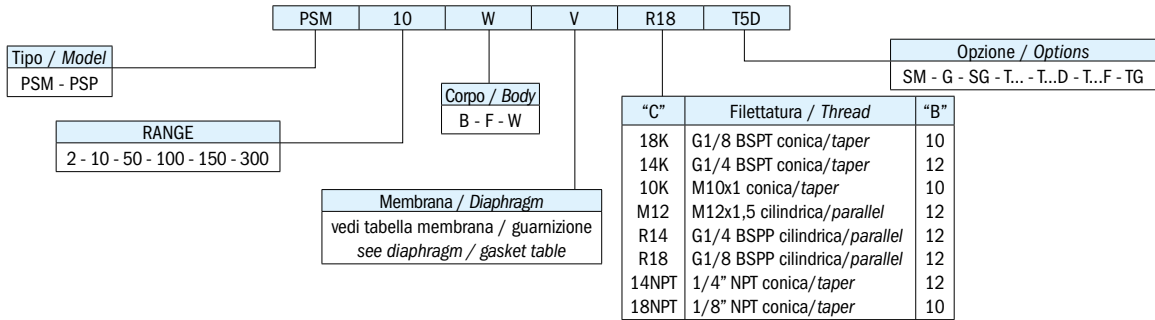 PSM 10 W V R18 T5D
Tipo / Model
PSM - PSP
Opzione / Options
SM - G - SG - T... - T...D - T...F - TG
Corpo / Body
B - F - W
RANGE
2 - 10 - 50 - 100 - 150 - 300
Membrana / Diaphragm
vedi tabella membrana / guarnizione
see diaphragm / gasket table
“C” Filettatura / Thread “B”
18K G1/8 BSPT conica/taper 10
14K G1/4 BSPT conica/taper 12
10K M10x1 conica/taper 10
M12 M12x1,5 cilindrica/parallel 12
R14 G1/4 BSPP cilindrica/parallel 12
R18 G1/8 BSPP cilindrica/parallel 12
14NPT 1/4” NPT conica/taper 12
18NPT 1/8” NPT conica/taper 10